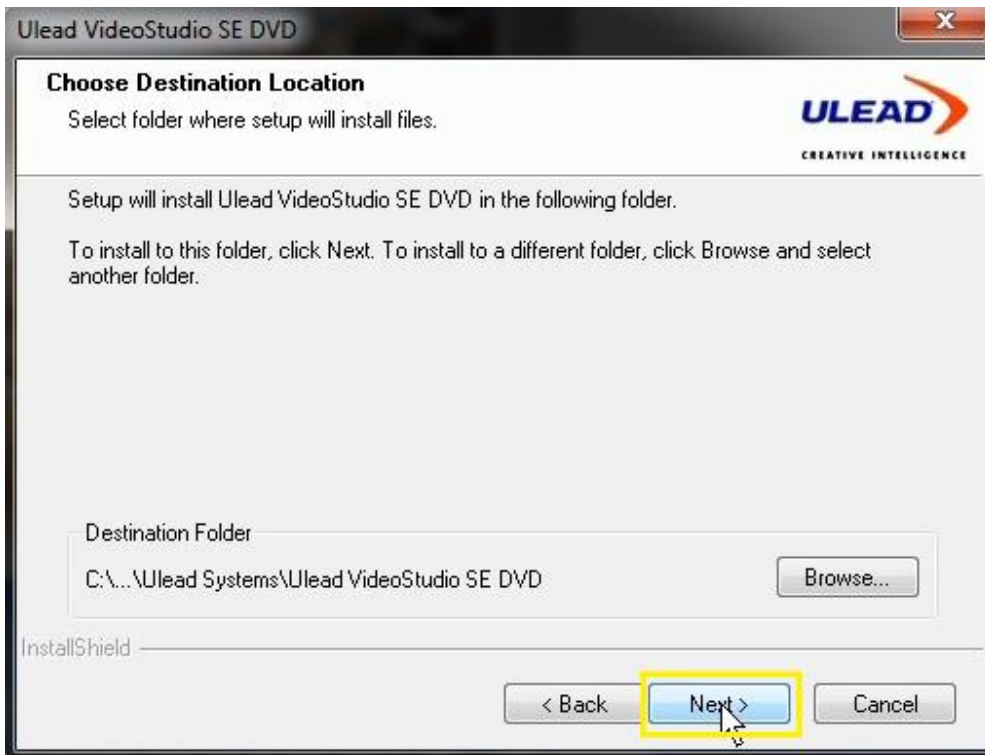 Ulead VideoStudio SE DVD
Choose Destination Location
Select folder where setup will install files.
ULEAD
CREATIVE INTELLIGENCE
Setup will install Ulead VideoStudio SE DVD in the following folder.
To install to this folder, click Next. To install to a different folder, click Browse and select
another folder.
Destination Folder
C:\...\Ulead Systems\Ulead VideoStudio SE DVD
Browse...
InstallShield
< Back
Next >
Cancel